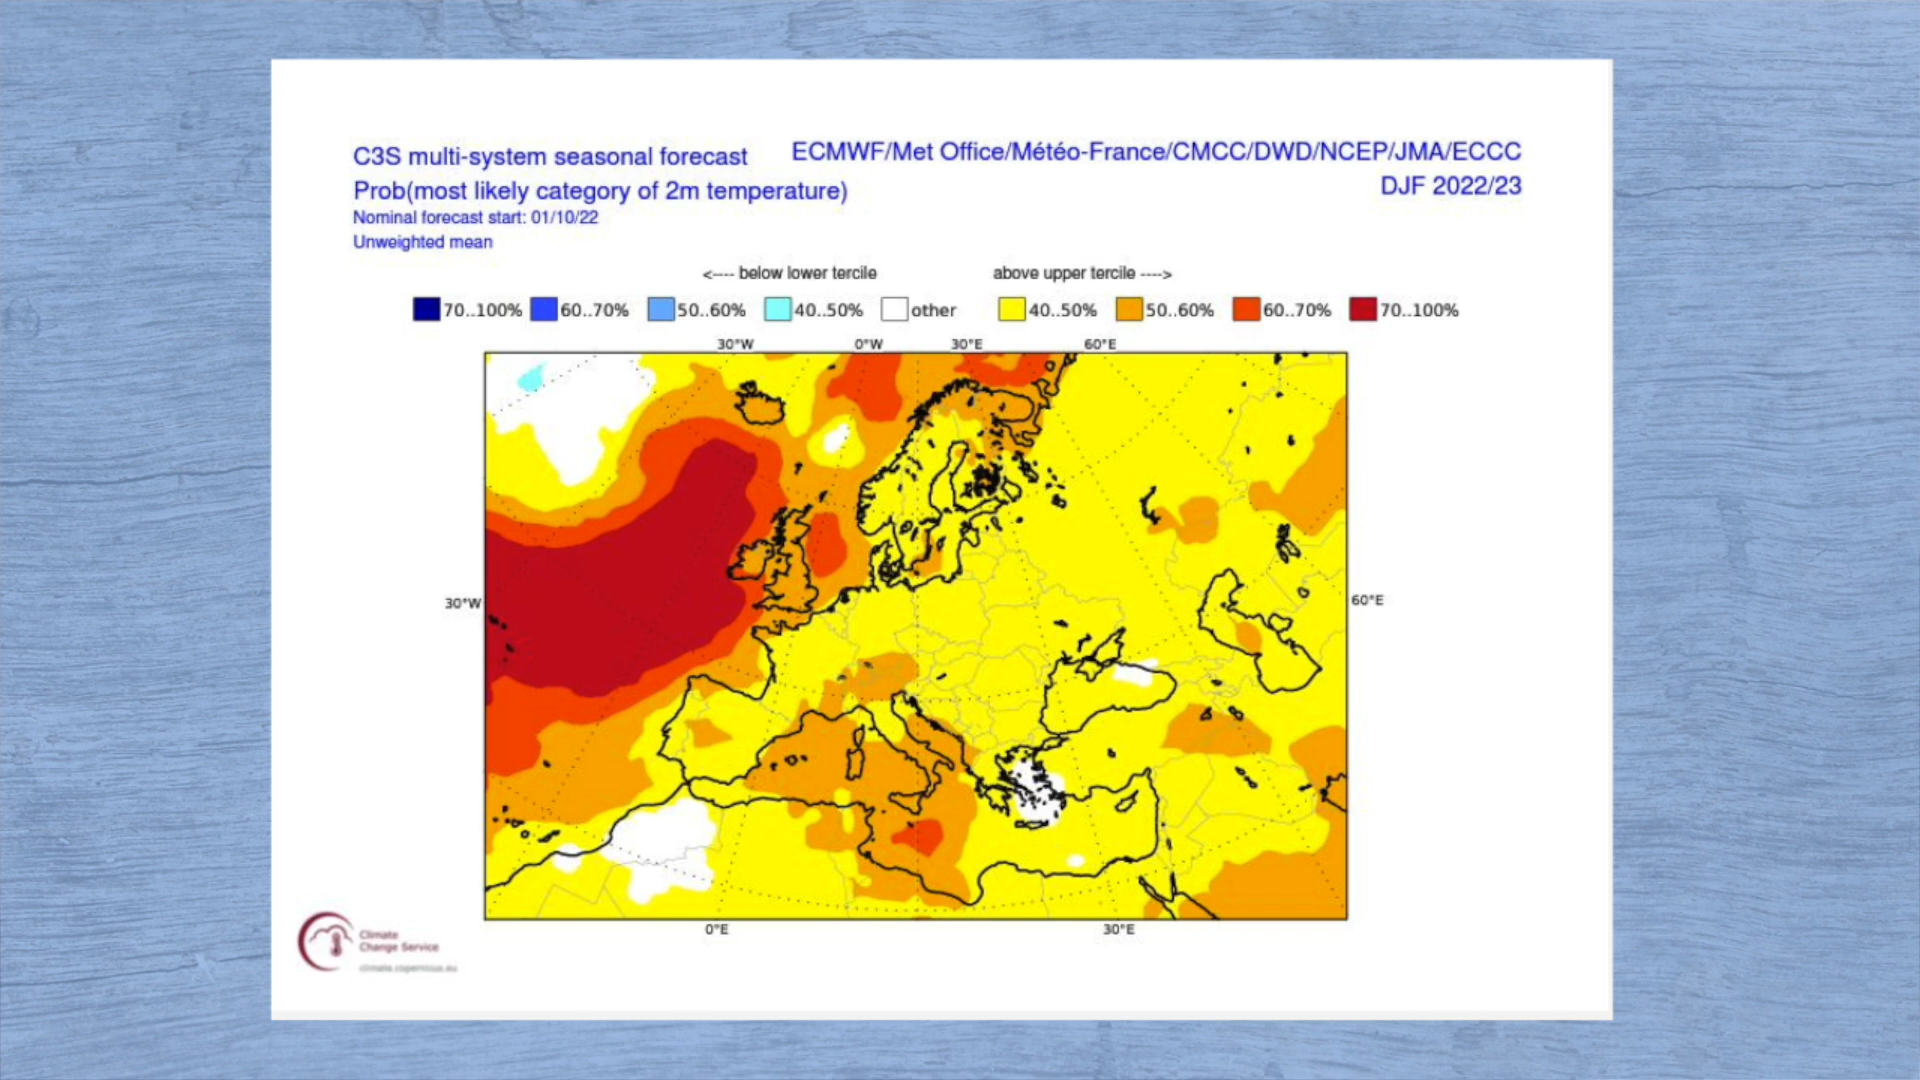 C3S multi-system seasonal forecast
ECMWF/Met Office/Météo-France/CMCC/DWD/NCEP/JMA/ECCC
Prob(most likely category of 2m temperature)
DJF 2022/23
Nominal forecast start: 01/10/22
Unweighted mean
<---- below lower tercile
above upper tercile ---->
70..100% 60..70% 50..60% 40..50% other 40..50% 50..60% 60..70% 70..100%
30°W 0°W 30°E 60°E
30°W
60°E
0°E 30°E
Climate
Change Service
climate.copernicus.eu